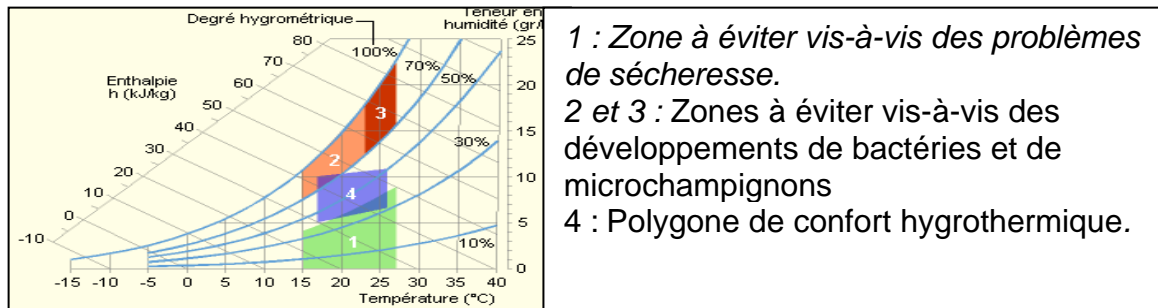 Degré hygrométrique
Teneur en
humidité (gr/
25
80
100%
70%
50%
70
Enthalpie
h (kJ/kg)
60
20
50
3
40
15
30%
30
2
20
10
4
10
5
0
1
10%
-10
0
-15 -10 -5 0 5 10 15 20 25 30 35 40
Température (°C)
1 : Zone à éviter vis-à-vis des problèmes
de sécheresse.
2 et 3 : Zones à éviter vis-à-vis des
développements de bactéries et de
microchampignons
4 : Polygone de confort hygrothermique.